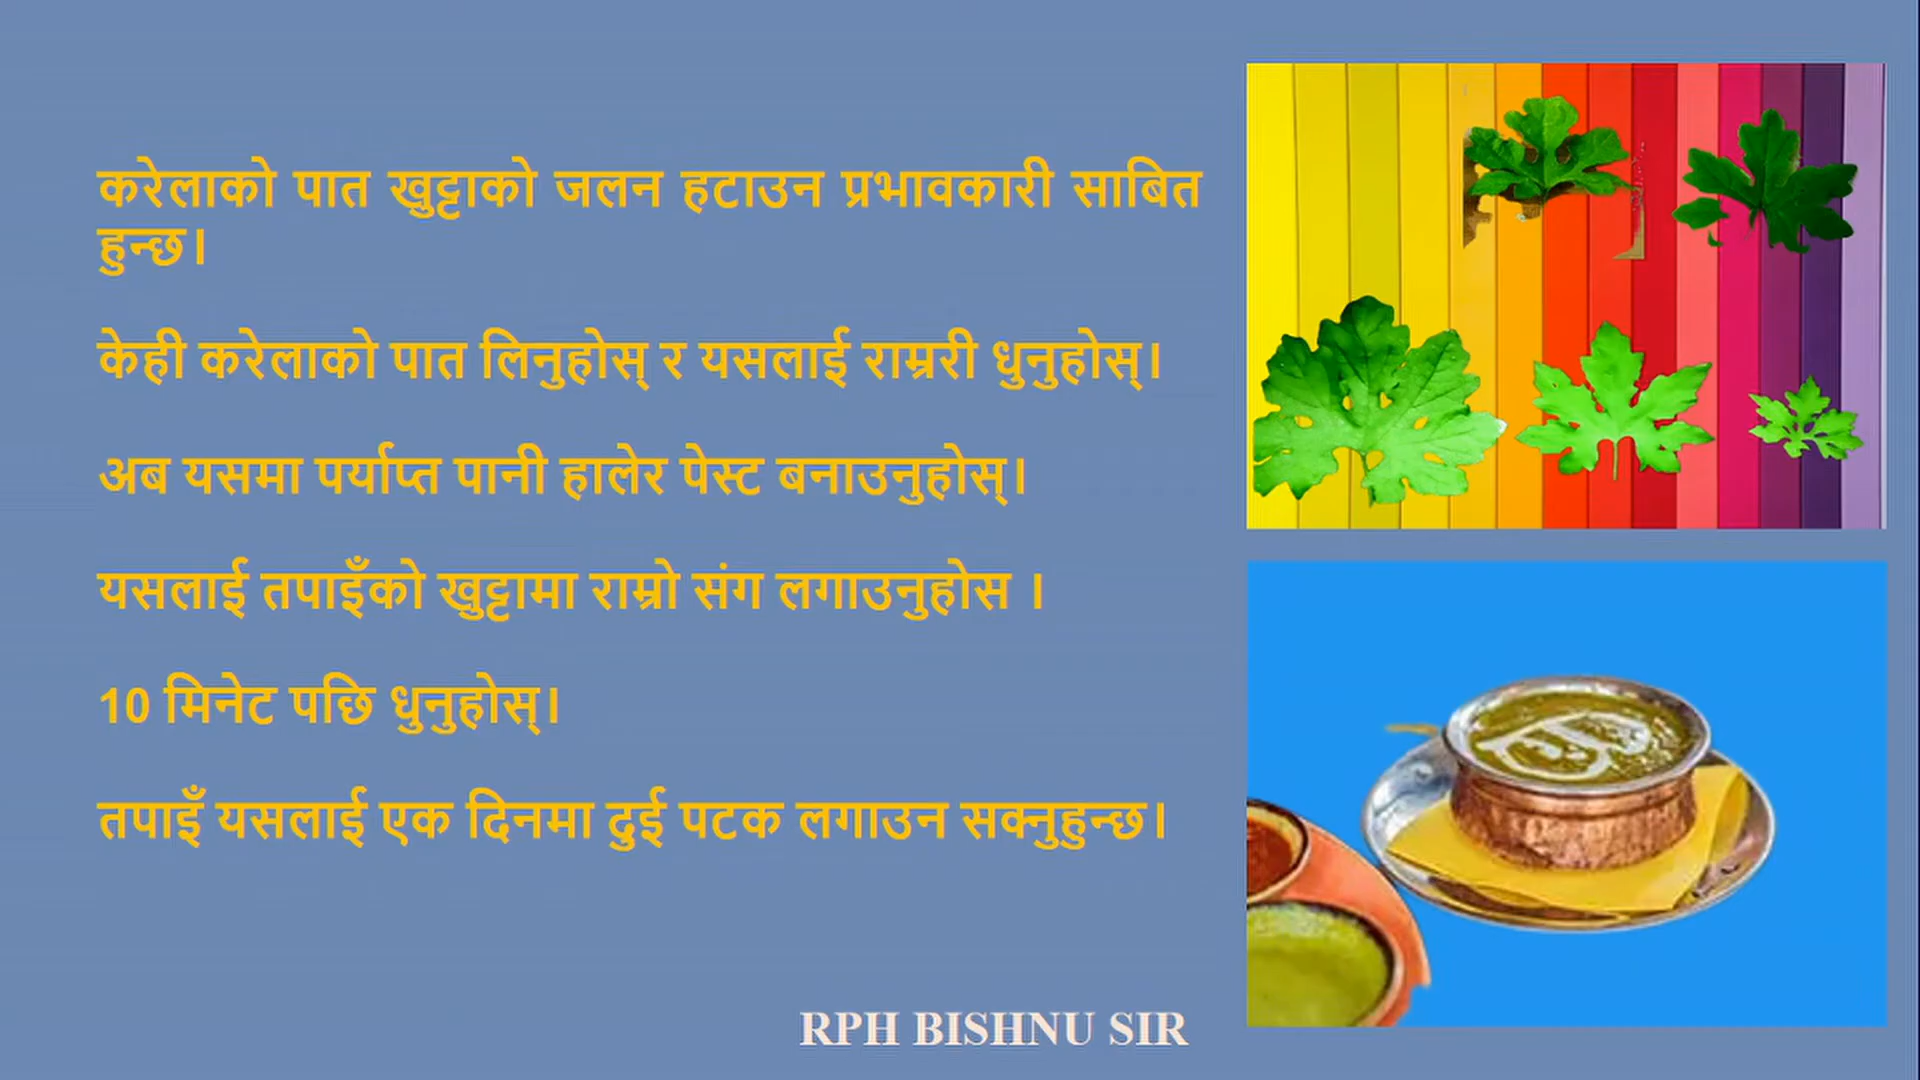 करेलाको पात खुट्टाको जलन हटाउन प्रभावकारी साबित
हुन्छ।
केही करेलाको पात लिनुहोस् र यसलाई राम्ररी धुनुहोस्।
अब यसमा पर्याप्त पानी हालेर पेस्ट बनाउनुहोस्।
यसलाई तपाइँको खुट्टामा राम्रो संग लगाउनुहोस ।
10 मिनेट पछि धुनुहोस्।
तपाइँ यसलाई एक दिनमा दुई पटक लगाउन सक्नुहुन्छ।
RPH BISHNU SIR